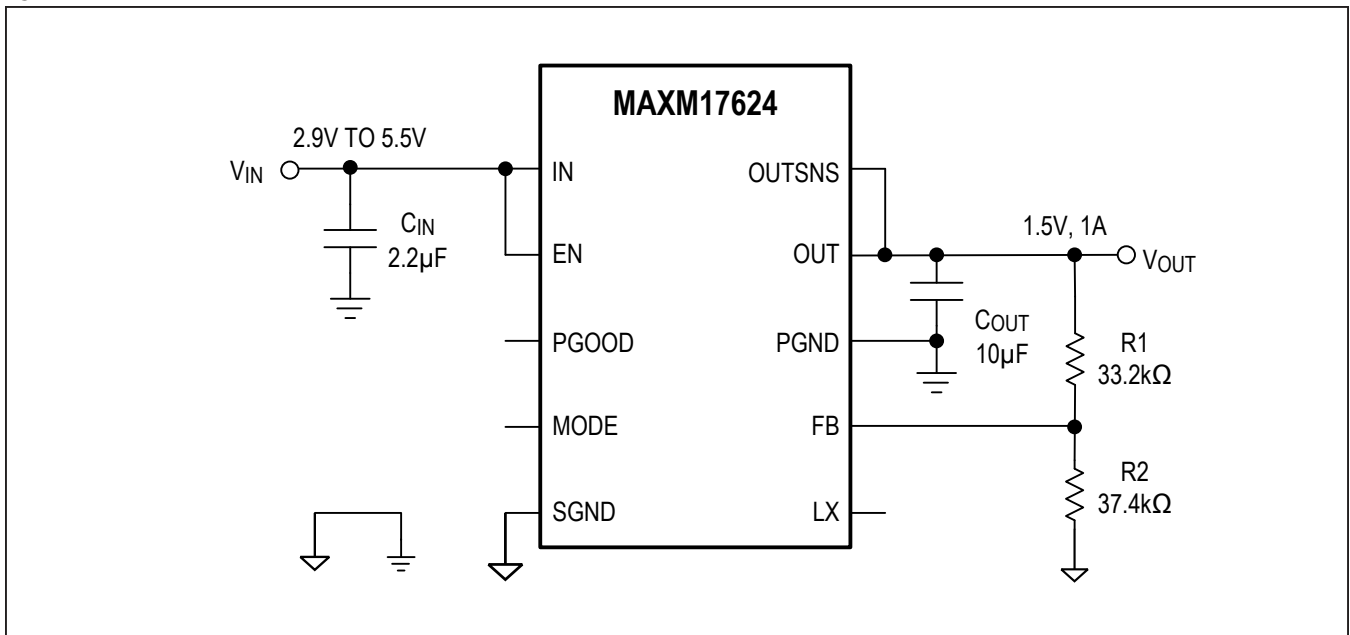 MAXM17624
2.9V TO 5.5V
VIN
IN
OUTSNS
CIN
2.2µF
1.5V, 1A
EN
OUT
VOUT
COUT
10µF
PGOOD
PGND
R1
33.2kΩ
MODE
FB
R2
37.4kΩ
SGND
LX